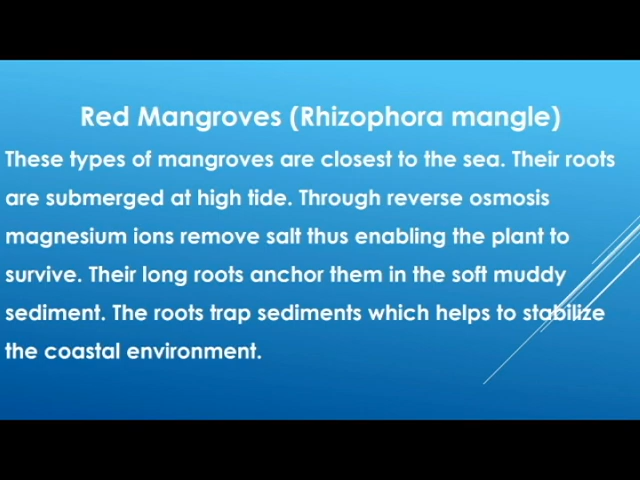 Red Mangroves (Rhizophora mangle)
These types of mangroves are closest to the sea. Their roots
are submerged at high tide. Through reverse osmosis
magnesium ions remove salt thus enabling the plant to
survive. Their long roots anchor them in the soft muddy
sediment. The roots trap sediments which helps to stabilize
the coastal environment.